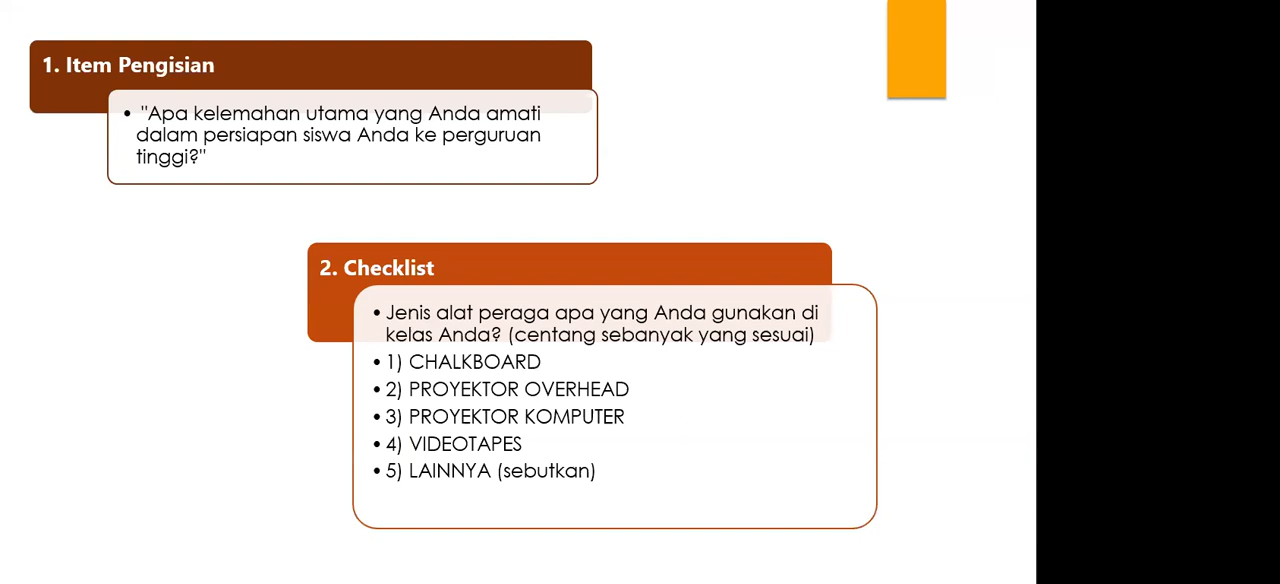 1. Item Pengisian
• "Apa kelemahan utama yang Anda amati
dalam persiapan siswa Anda ke perguruan
tinggi?"
2. Checklist
• Jenis alat peraga apa yang Anda gunakan di
kelas Anda? (centang sebanyak yang sesuai)
• 1) CHALKBOARD
• 2) PROYEKTOR OVERHEAD
• 3) PROYEKTOR KOMPUTER
• 4) VIDEOTAPES
• 5) LAINNYA (sebutkan)